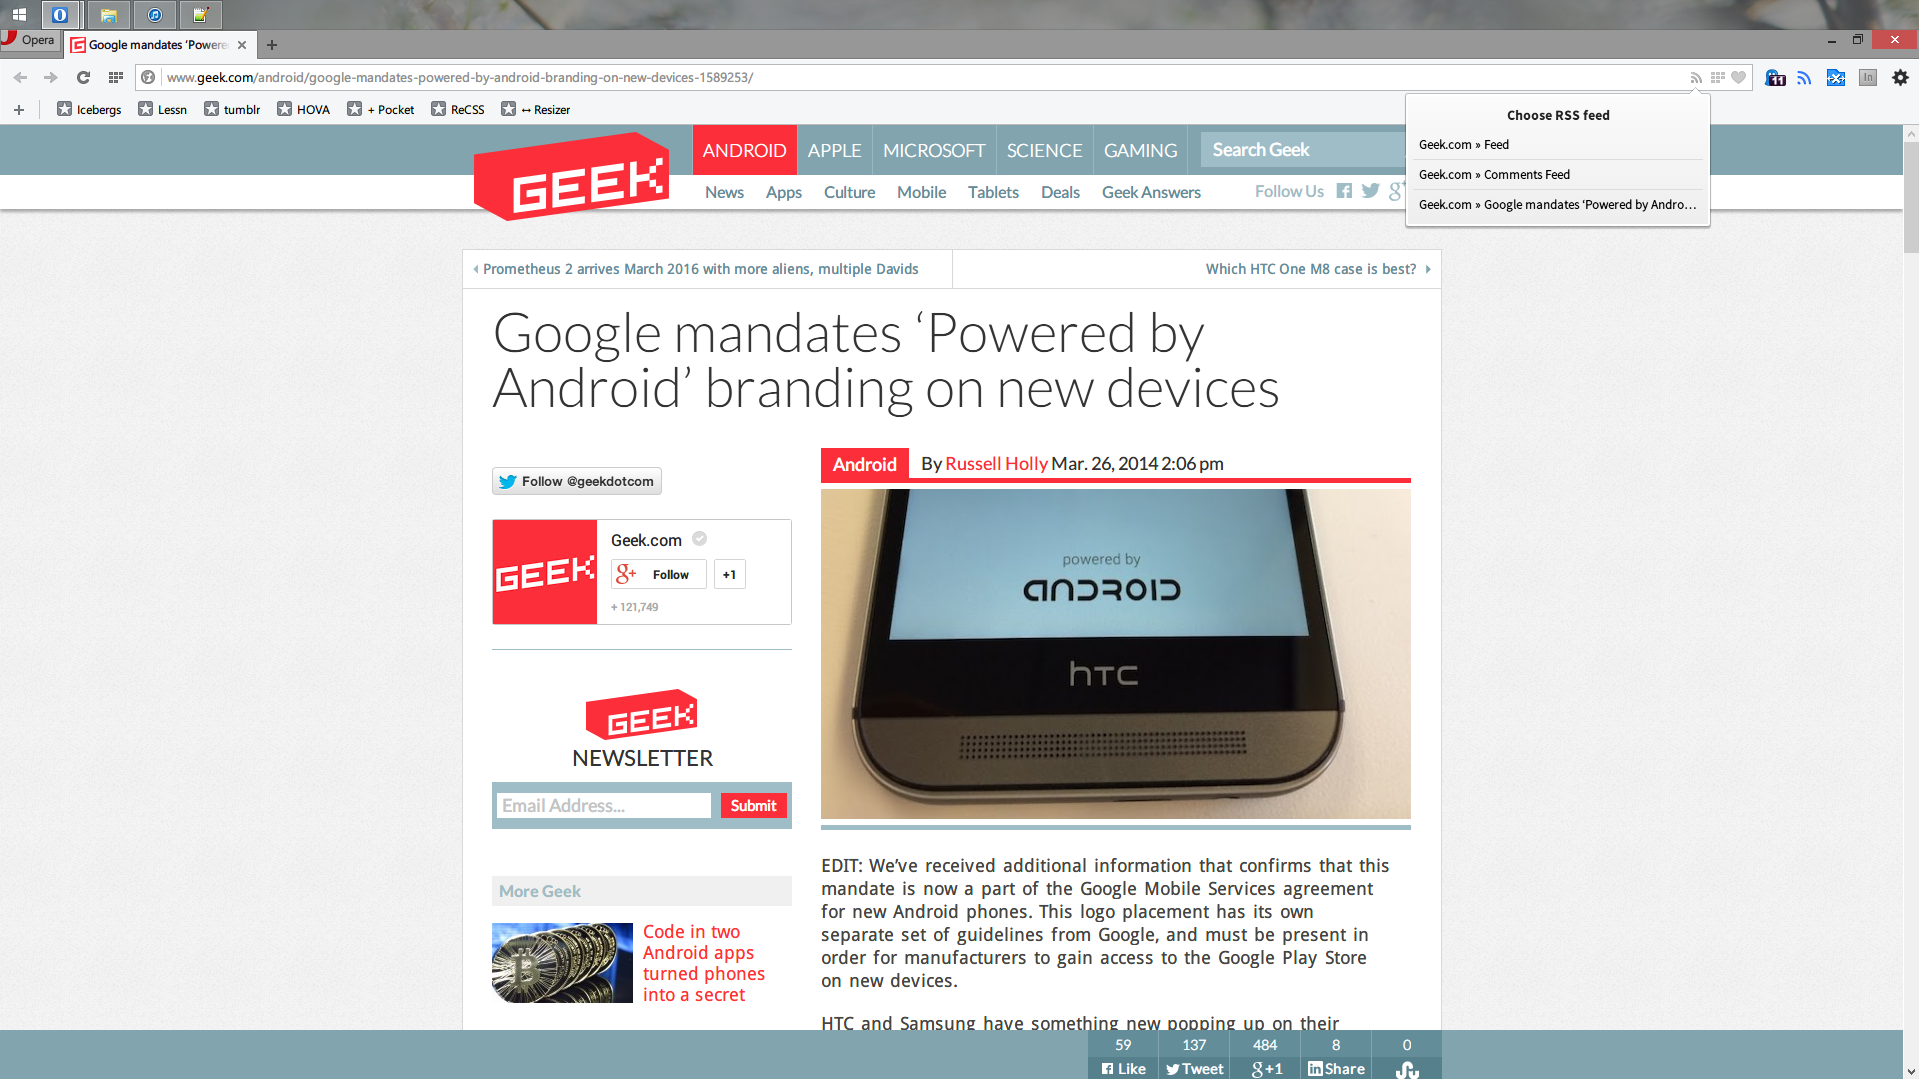 Opera
Google mandates ‘Powere
www.geek.com/android/google-mandates-powered-by-android-branding-on-new-devices-1589253/
11
In
Icebergs
Lessn
tumblr
HOVA
+ Pocket
ReCSS
↔ Resizer
Choose RSS feed
Geek.com » Feed
Geek.com » Comments Feed
Geek.com » Google mandates ‘Powered by Andro…
GEEK
ANDROID
APPLE
MICROSOFT
SCIENCE
GAMING
Search Geek
News
Apps
Culture
Mobile
Tablets
Deals
Geek Answers
Follow Us
Prometheus 2 arrives March 2016 with more aliens, multiple Davids
Which HTC One M8 case is best?
Google mandates ‘Powered by
Android’ branding on new devices
Follow @geekdotcom
GEEK
Geek.com
g+ Follow
+1
+ 121,749
GEEK
NEWSLETTER
Email Address...
Submit
More Geek
Code in two
Android apps
turned phones
into a secret
Android
By Russell Holly Mar. 26, 2014 2:06 pm
powered by
ANDROID
hTC
EDIT: We’ve received additional information that confirms that this
mandate is now a part of the Google Mobile Services agreement
for new Android phones. This logo placement has its own
separate set of guidelines from Google, and must be present in
order for manufacturers to gain access to the Google Play Store
on new devices.
HTC and Samsung have something new popping up on their
59
137
484
8
0
Like
Tweet
g+1
in Share